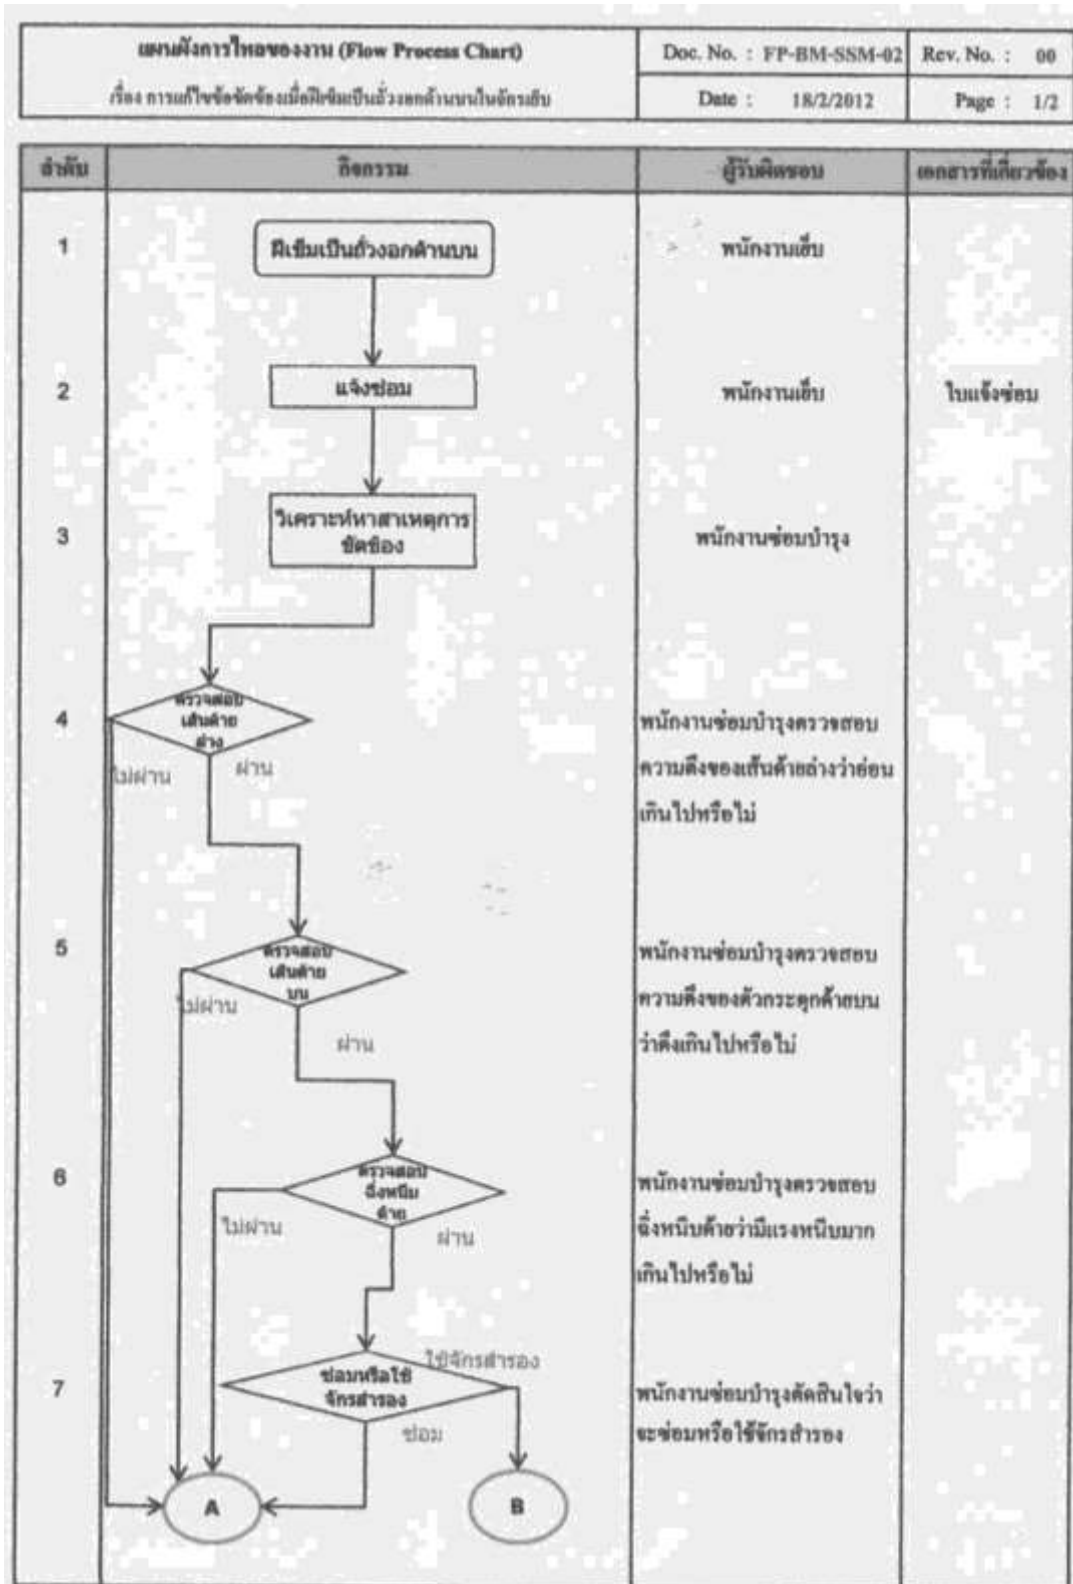 แผนผังการไหลของงาน (Flow Process Chart)
เรื่อง การแก้ไขข้อขัดข้องเมื่อฝีเข็มเป็นถั่วงอกด้านบนในจักรเย็บ
Doc. No. : FP-BM-SSM-02
Rev. No. : 00
Date : 18/2/2012
Page : 1/2
ลำดับ
กิจกรรม
ผู้รับผิดชอบ
เอกสารที่เกี่ยวข้อง
1
ฝีเข็มเป็นถั่วงอกด้านบน
พนักงานเย็บ
2
แจ้งซ่อม
พนักงานเย็บ
ใบแจ้งซ่อม
3
วิเคราะห์หาสาเหตุการ
ขัดข้อง
พนักงานซ่อมบำรุง
4
ตรวจสอบ
เส้นด้าย
ล่าง
ไม่ผ่าน
ผ่าน
พนักงานซ่อมบำรุงตรวจสอบ
ความตึงของเส้นด้ายล่างว่าอ่อน
เกินไปหรือไม่
5
ตรวจสอบ
เส้นด้าย
บน
ไม่ผ่าน
ผ่าน
พนักงานซ่อมบำรุงตรวจสอบ
ความตึงของตัวกระตุกด้ายบน
ว่าตึงเกินไปหรือไม่
6
ตรวจสอบ
ฉิ่งหนีบ
ด้าย
ไม่ผ่าน
ผ่าน
พนักงานซ่อมบำรุงตรวจสอบ
ฉิ่งหนีบด้ายว่ามีแรงหนีบมาก
เกินไปหรือไม่
7
ซ่อมหรือใช้
จักรสำรอง
ใช้จักรสำรอง
ซ่อม
พนักงานซ่อมบำรุงตัดสินใจว่า
จะซ่อมหรือใช้จักรสำรอง
A
B